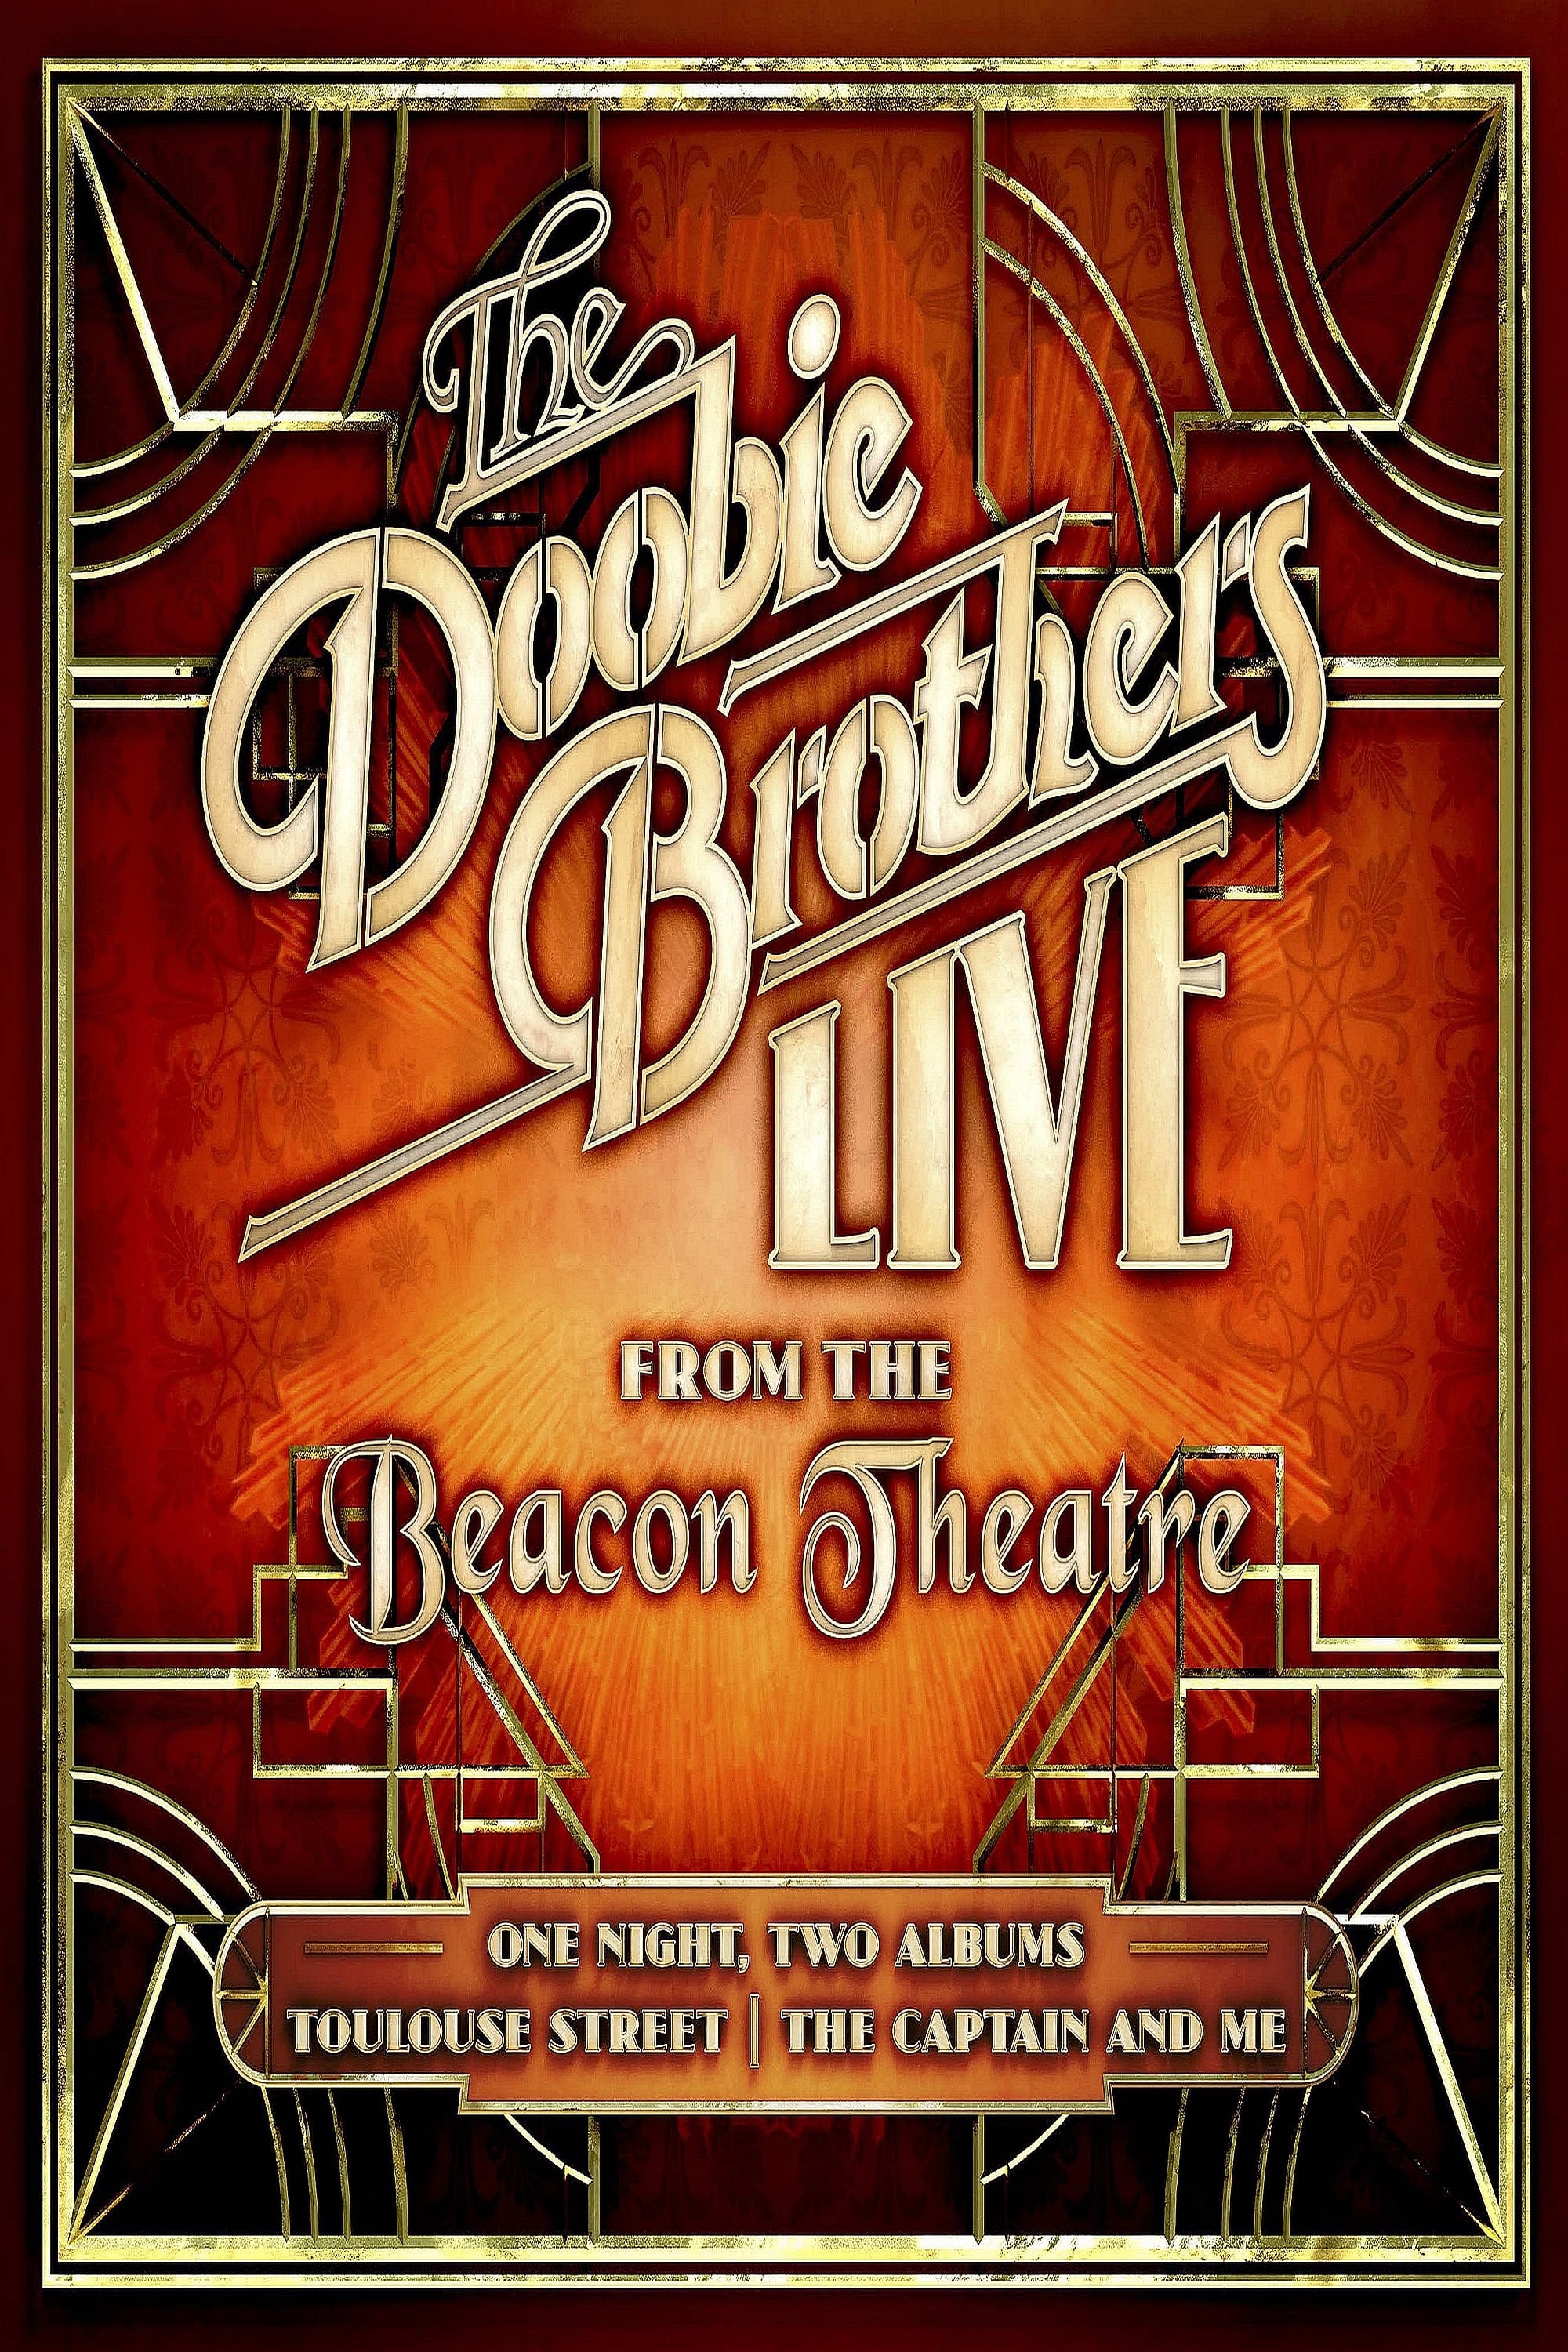 The
Doobie
Brothers
LIVE
FROM THE
Beacon Theatre
ONE NIGHT, TWO ALBUMS
TOULOUSE STREET | THE CAPTAIN AND ME